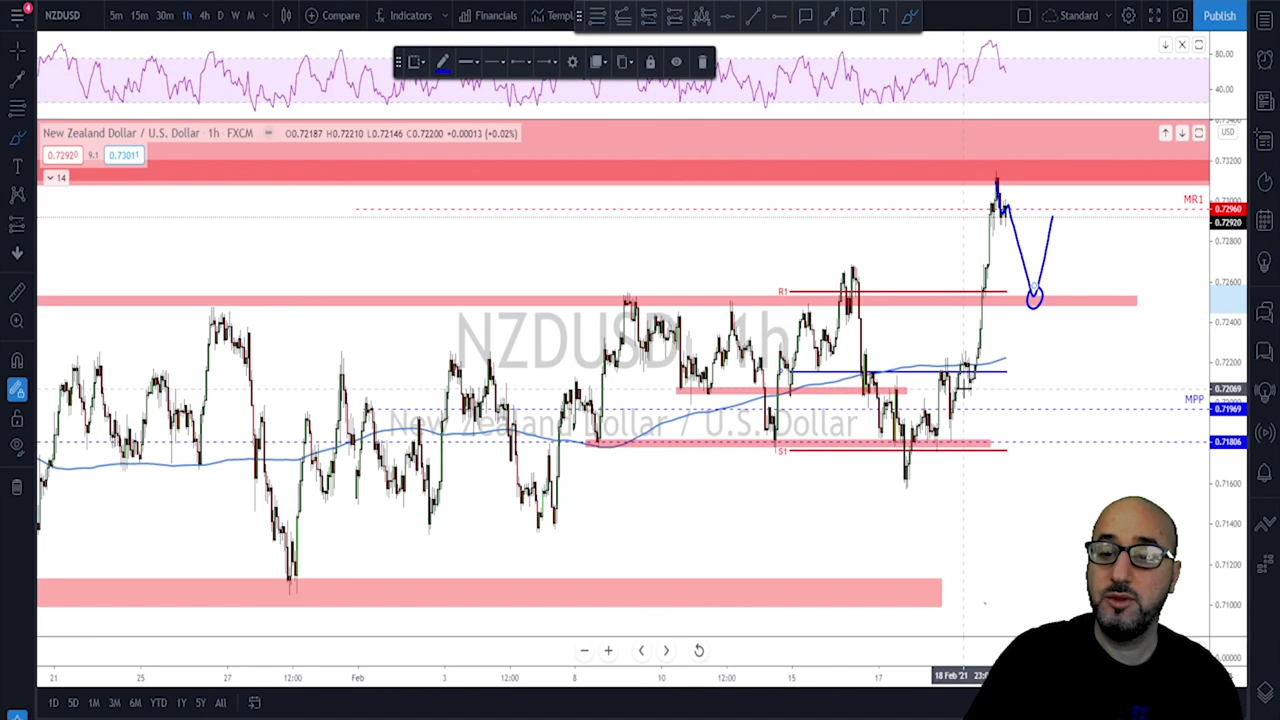 4
NZDUSD 5m 15m 30m 1h 4h D W M Compare Indicators Financials Templ Standard Publish
80.00
40.00
New Zealand Dollar / U.S. Dollar · 1h · FXCM O0.72187 H0.72210 L0.72146 C0.72200 +0.00013 (+0.02%)
USD
0.72920 9.1 0.73011
0.73200
14
MR1
0.72960
0.72920
0.72800
R1
0.72600
0.72400
NZDUSD 1h
0.72200
0.72069
MPP
0.71969
New Zealand Dollar / U.S. Dollar
0.71806
S1
0.71600
0.71400
0.71200
0.71000
0.00000
21 25 27 12:00 Feb 3 12:00 8 10 12:00 15 17 18 Feb '21
1D 5D 1M 3M 6M YTD 1Y 5Y All